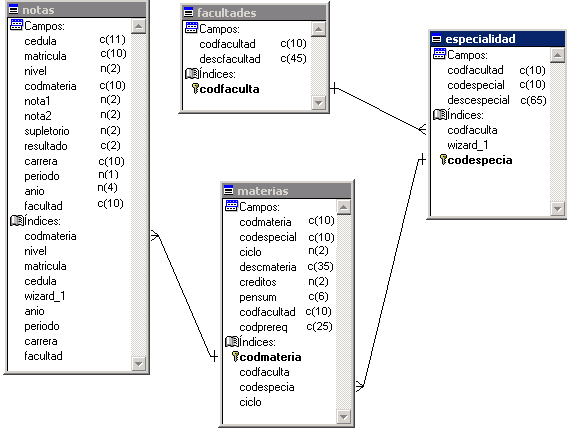 notas
Campos:
cedula c(11)
matricula c(10)
nivel n(2)
codmateria c(10)
nota1 n(2)
nota2 n(2)
supletorio n(2)
resultado c(2)
carrera c(10)
periodo n(1)
anio n(4)
facultad c(10)
Índices:
codmateria
nivel
matricula
cedula
wizard_1
anio
periodo
carrera
facultad
facultades
Campos:
codfacultad c(10)
descfacultad c(45)
Índices:
codfaculta
especialidad
Campos:
codfacultad c(10)
codespecial c(10)
descespecial c(65)
Índices:
codfaculta
wizard_1
codespecia
materias
Campos:
codmateria c(10)
codespecial c(10)
ciclo n(2)
descmateria c(35)
creditos n(2)
pensum c(6)
codfacultad c(10)
codprereq c(25)
Índices:
codmateria
codfaculta
codespecia
ciclo